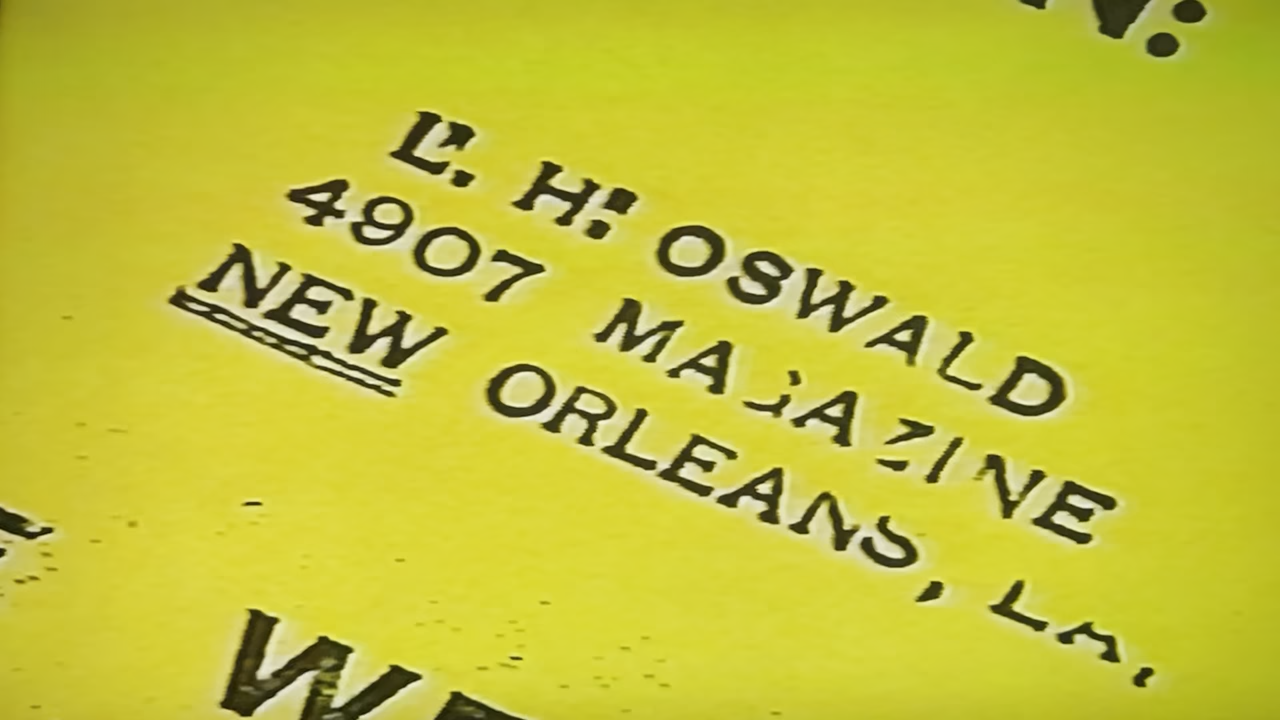 N:
L. H. OSWALD
4907 MAGAZINE
NEW ORLEANS, LA.